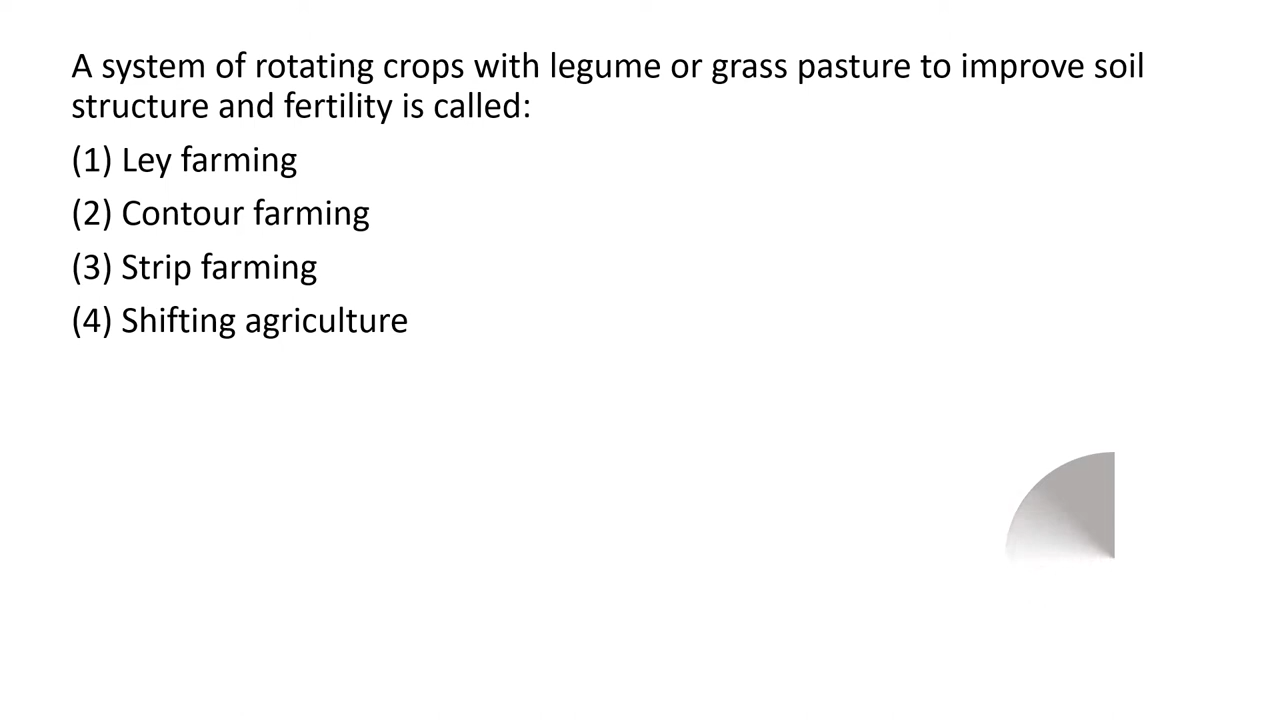 A system of rotating crops with legume or grass pasture to improve soil
structure and fertility is called:
(1) Ley farming
(2) Contour farming
(3) Strip farming
(4) Shifting agriculture